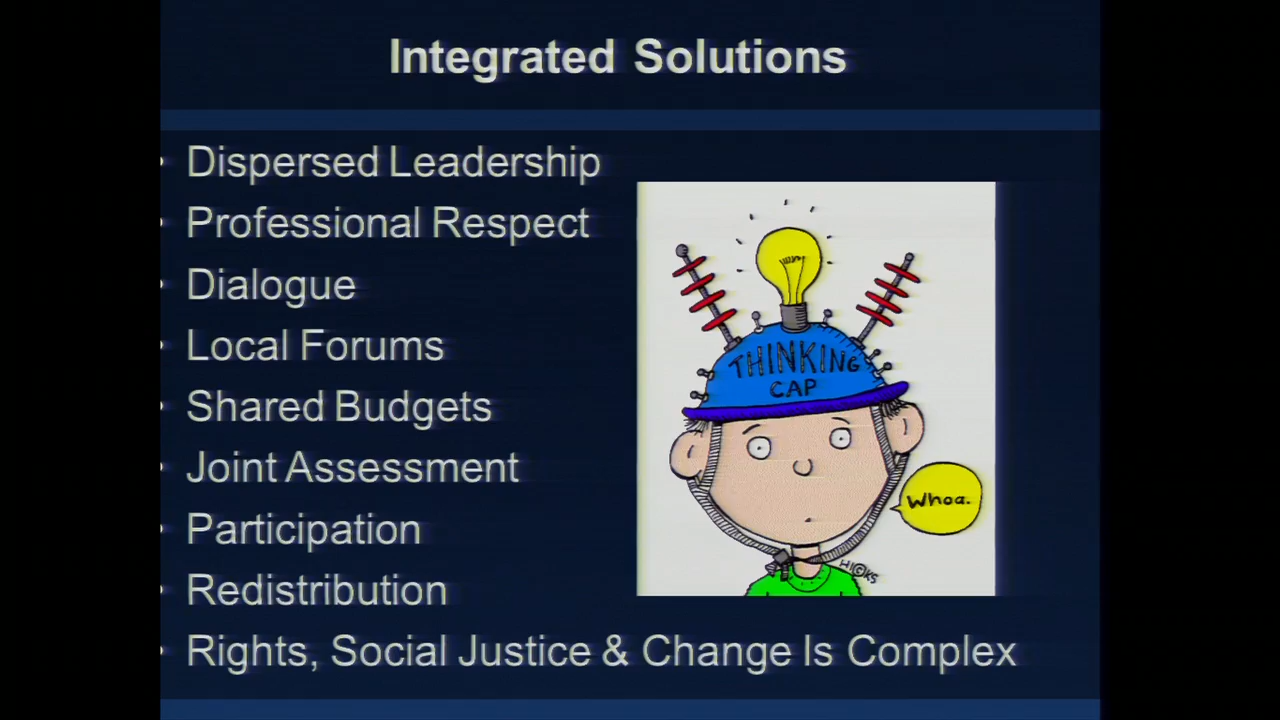 Integrated Solutions
• Dispersed Leadership
• Professional Respect
• Dialogue
• Local Forums
• Shared Budgets
• Joint Assessment
• Participation
• Redistribution
• Rights, Social Justice & Change Is Complex
THINKING
CAP
Whoa.
HICKS